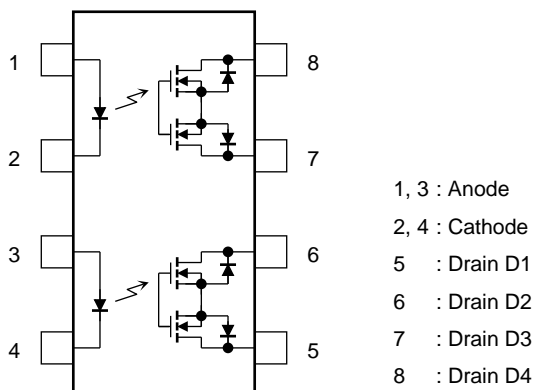 1
8
2
7
3
6
4
5
1, 3 : Anode
2, 4 : Cathode
5 : Drain D1
6 : Drain D2
7 : Drain D3
8 : Drain D4